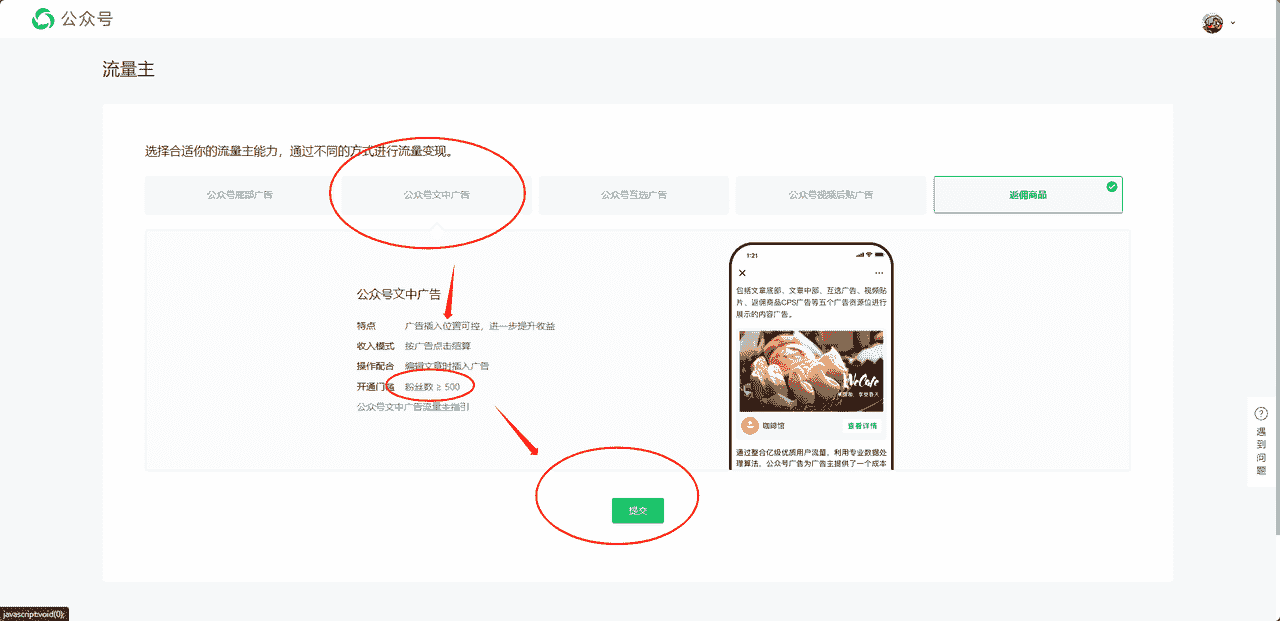 公众号
流量主
选择合适你的流量主能力，通过不同的方式进行流量变现。
公众号底部广告
公众号文中广告
公众号互选广告
公众号视频后贴广告
返佣商品
公众号文中广告
特点 广告插入位置可控，进一步提升收益
收入模式 按广告点击结算
操作配合 编辑文章时插入广告
开通门槛 粉丝数 ≥ 500
公众号文中广告流量主指引
1:21
包括文章底部、文章中部、互选广告、视频贴
片、返佣商品CPS广告等五个广告资源位进行
展示的内容广告。
WeCafe
咖啡馆 查看详情
通过整合亿级优质用户流量，利用专业数据处
理算法，公众号广告为广告主提供了一个成本
提交
遇到问题
javascript:void(0);